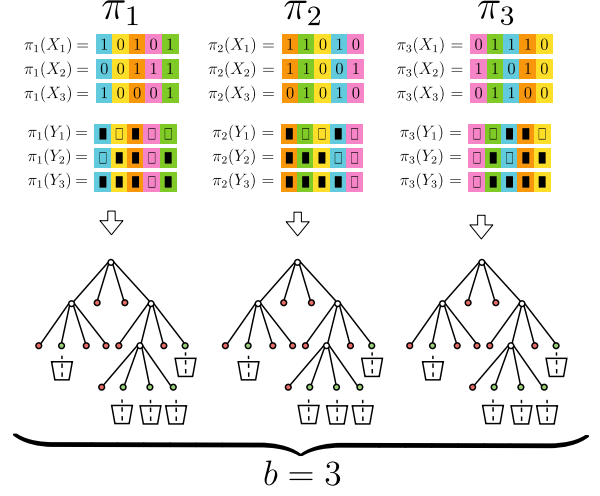 π₁ π₂ π₃
π₁(X₁) = 1 0 1 0 1 π₂(X₁) = 1 1 0 1 0 π₃(X₁) = 0 1 1 1 0
π₁(X₂) = 0 0 1 1 1 π₂(X₂) = 1 1 0 0 1 π₃(X₂) = 1 1 0 1 0
π₁(X₃) = 1 0 0 0 1 π₂(X₃) = 0 1 0 1 0 π₃(X₃) = 0 1 1 0 0
π₁(Y₁) = ■ □ ■ □ □ π₂(Y₁) = ■ □ □ ■ □ π₃(Y₁) = □ □ ■ ■ □
π₁(Y₂) = □ ■ ■ □ ■ π₂(Y₂) = ■ ■ ■ □ □ π₃(Y₂) = □ ■ □ ■ ■
π₁(Y₃) = ■ ■ ■ □ ■ π₂(Y₃) = ■ ■ ■ ■ □ π₃(Y₃) = □ ■ ■ ■ ■
b = 3